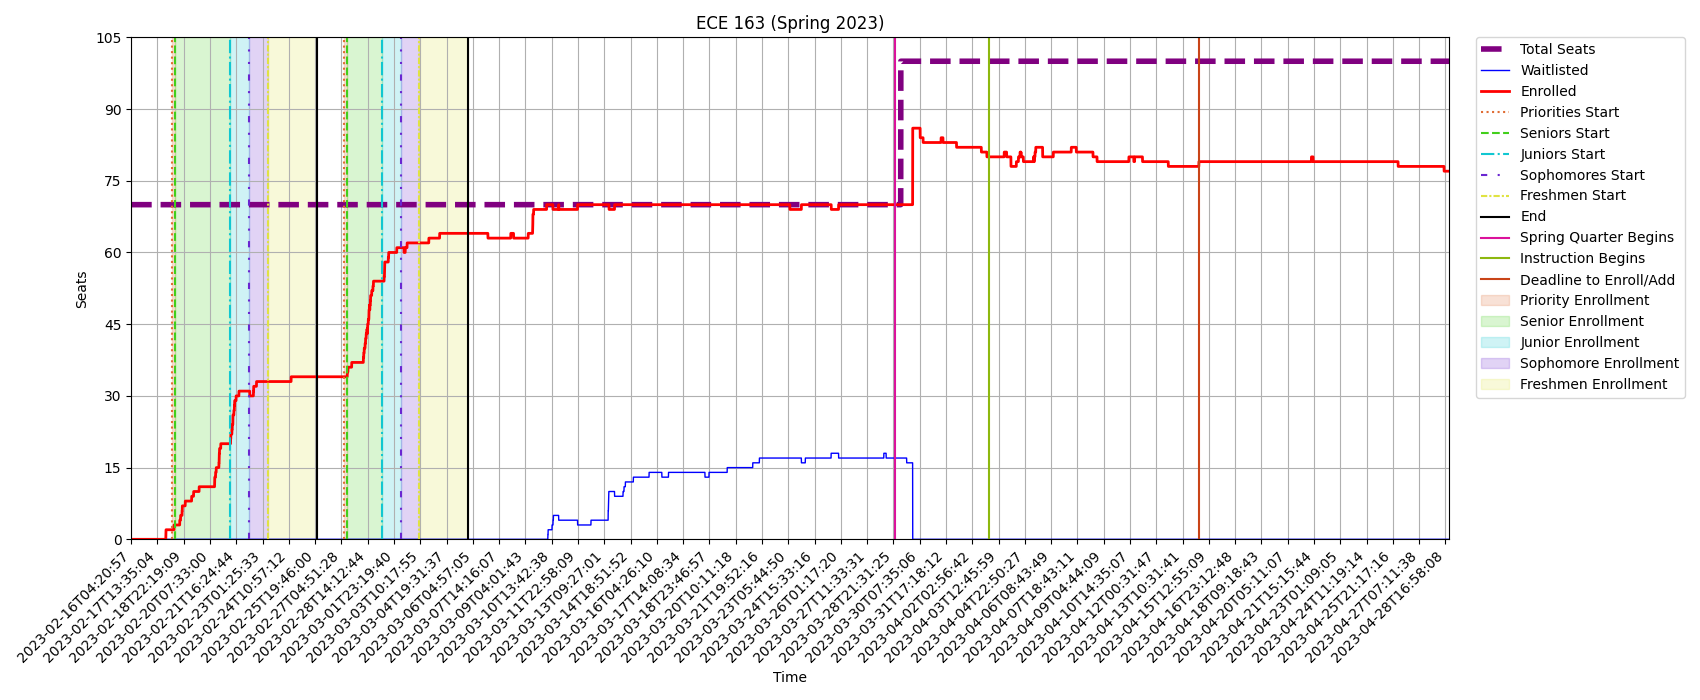 ECE 163 (Spring 2023)
105
90
75
60
45
30
15
0
Seats
2023-02-16T04:20:57
2023-02-17T13:35:04
2023-02-18T22:19:09
2023-02-20T07:33:00
2023-02-21T16:24:44
2023-02-23T01:25:33
2023-02-24T10:57:12
2023-02-25T19:46:00
2023-02-27T04:51:28
2023-02-28T14:12:44
2023-03-01T23:19:40
2023-03-03T10:17:55
2023-03-04T19:31:37
2023-03-06T04:57:05
2023-03-07T14:16:07
2023-03-09T04:01:43
2023-03-10T13:42:38
2023-03-11T22:58:09
2023-03-13T09:27:01
2023-03-14T18:51:52
2023-03-16T04:26:10
2023-03-17T14:08:34
2023-03-18T23:46:57
2023-03-20T10:11:18
2023-03-21T19:52:16
2023-03-23T05:44:50
2023-03-24T15:33:16
2023-03-26T01:17:20
2023-03-27T11:33:31
2023-03-28T21:31:25
2023-03-30T07:35:06
2023-03-31T17:18:12
2023-04-02T02:56:42
2023-04-03T12:45:59
2023-04-04T22:50:27
2023-04-06T08:43:49
2023-04-07T18:43:11
2023-04-09T04:44:09
2023-04-10T14:35:07
2023-04-12T00:31:47
2023-04-13T10:31:41
2023-04-15T12:55:09
2023-04-16T23:12:48
2023-04-18T09:18:43
2023-04-20T05:11:07
2023-04-21T15:15:44
2023-04-23T01:09:05
2023-04-24T11:19:14
2023-04-25T21:17:16
2023-04-27T07:11:38
2023-04-28T16:58:08
Time
Total Seats
Waitlisted
Enrolled
Priorities Start
Seniors Start
Juniors Start
Sophomores Start
Freshmen Start
End
Spring Quarter Begins
Instruction Begins
Deadline to Enroll/Add
Priority Enrollment
Senior Enrollment
Junior Enrollment
Sophomore Enrollment
Freshmen Enrollment